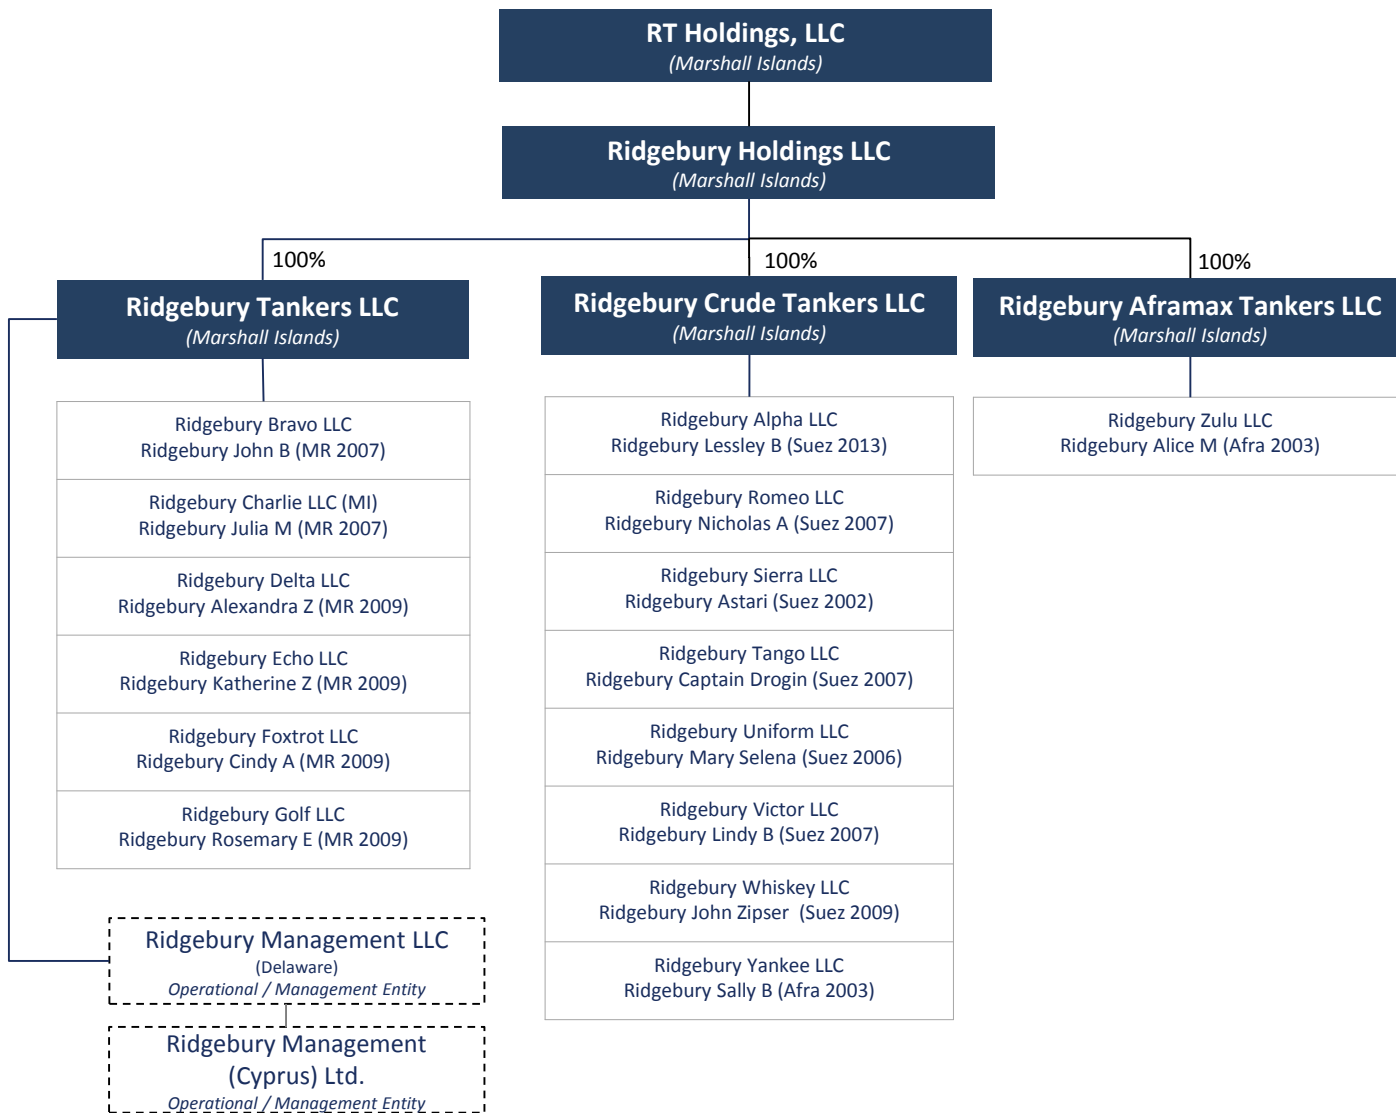 RT Holdings, LLC
(Marshall Islands)
Ridgebury Holdings LLC
(Marshall Islands)
100%
100%
100%
Ridgebury Tankers LLC
(Marshall Islands)
Ridgebury Crude Tankers LLC
(Marshall Islands)
Ridgebury Aframax Tankers LLC
(Marshall Islands)
Ridgebury Bravo LLC
Ridgebury John B (MR 2007)
Ridgebury Charlie LLC (MI)
Ridgebury Julia M (MR 2007)
Ridgebury Delta LLC
Ridgebury Alexandra Z (MR 2009)
Ridgebury Echo LLC
Ridgebury Katherine Z (MR 2009)
Ridgebury Foxtrot LLC
Ridgebury Cindy A (MR 2009)
Ridgebury Golf LLC
Ridgebury Rosemary E (MR 2009)
Ridgebury Alpha LLC
Ridgebury Lessley B (Suez 2013)
Ridgebury Romeo LLC
Ridgebury Nicholas A (Suez 2007)
Ridgebury Sierra LLC
Ridgebury Astari (Suez 2002)
Ridgebury Tango LLC
Ridgebury Captain Drogin (Suez 2007)
Ridgebury Uniform LLC
Ridgebury Mary Selena (Suez 2006)
Ridgebury Victor LLC
Ridgebury Lindy B (Suez 2007)
Ridgebury Whiskey LLC
Ridgebury John Zipser  (Suez 2009)
Ridgebury Yankee LLC
Ridgebury Sally B (Afra 2003)
Ridgebury Zulu LLC
Ridgebury Alice M (Afra 2003)
Ridgebury Management LLC
(Delaware)
Operational / Management Entity
Ridgebury Management
(Cyprus) Ltd.
Operational / Management Entity